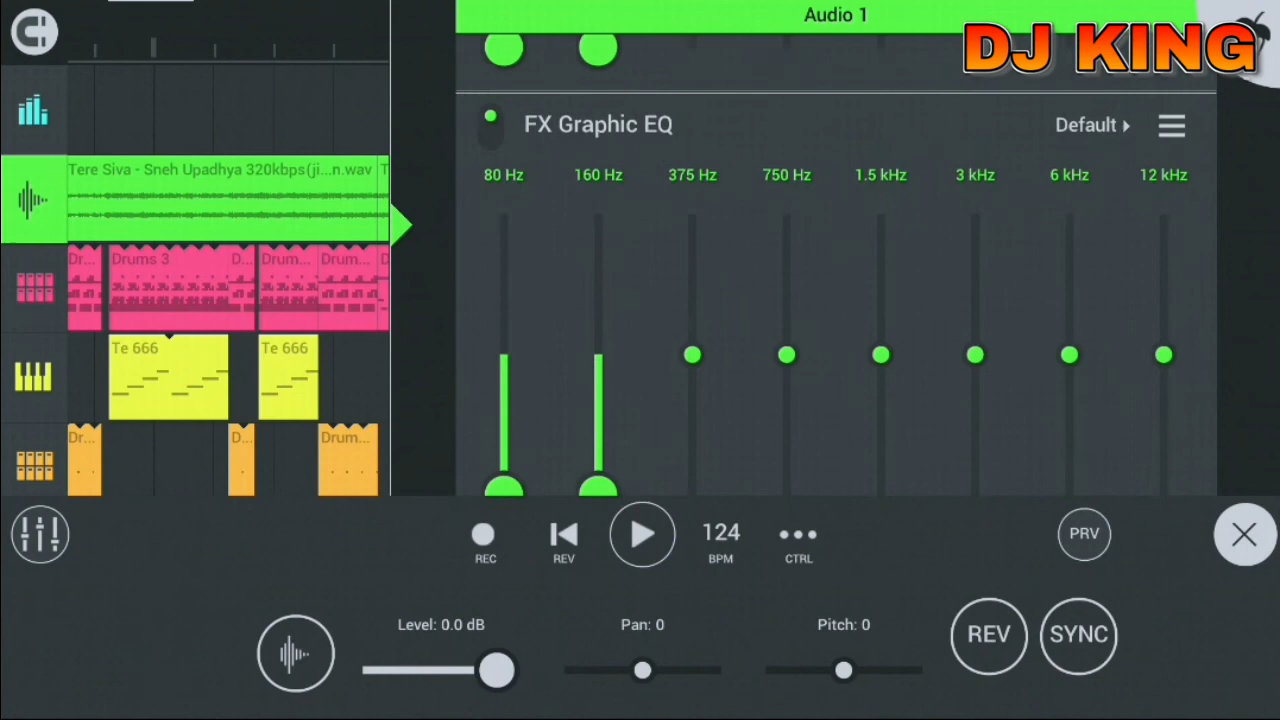 Audio 1
DJ KING
FX Graphic EQ
Default
80 Hz 160 Hz 375 Hz 750 Hz 1.5 kHz 3 kHz 6 kHz 12 kHz
Tere Siva - Sneh Upadhya 320kbps(ji...n.wav T
Dr... Drums 3 D... Drum... Drum... D
Te 666 Te 666
Dr... D... Drum...
124
PRV
REC REV BPM CTRL
Level: 0.0 dB Pan: 0 Pitch: 0
REV SYNC